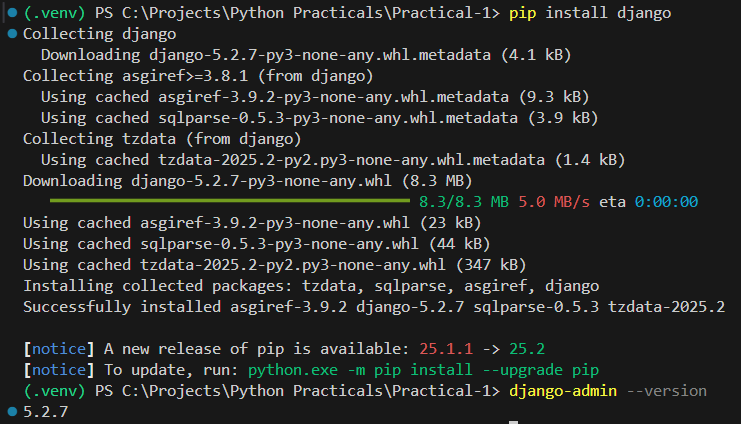 (.venv) PS C:\Projects\Python Practicals\Practical-1> pip install django
Collecting django
  Downloading django-5.2.7-py3-none-any.whl.metadata (4.1 kB)
Collecting asgiref>=3.8.1 (from django)
  Using cached asgiref-3.9.2-py3-none-any.whl.metadata (9.3 kB)
  Using cached sqlparse-0.5.3-py3-none-any.whl.metadata (3.9 kB)
Collecting tzdata (from django)
  Using cached tzdata-2025.2-py2.py3-none-any.whl.metadata (1.4 kB)
Downloading django-5.2.7-py3-none-any.whl (8.3 MB)
8.3/8.3 MB 5.0 MB/s eta 0:00:00
Using cached asgiref-3.9.2-py3-none-any.whl (23 kB)
Using cached sqlparse-0.5.3-py3-none-any.whl (44 kB)
Using cached tzdata-2025.2-py2.py3-none-any.whl (347 kB)
Installing collected packages: tzdata, sqlparse, asgiref, django
Successfully installed asgiref-3.9.2 django-5.2.7 sqlparse-0.5.3 tzdata-2025.2
[notice] A new release of pip is available: 25.1.1 -> 25.2
[notice] To update, run: python.exe -m pip install --upgrade pip
(.venv) PS C:\Projects\Python Practicals\Practical-1> django-admin --version
5.2.7